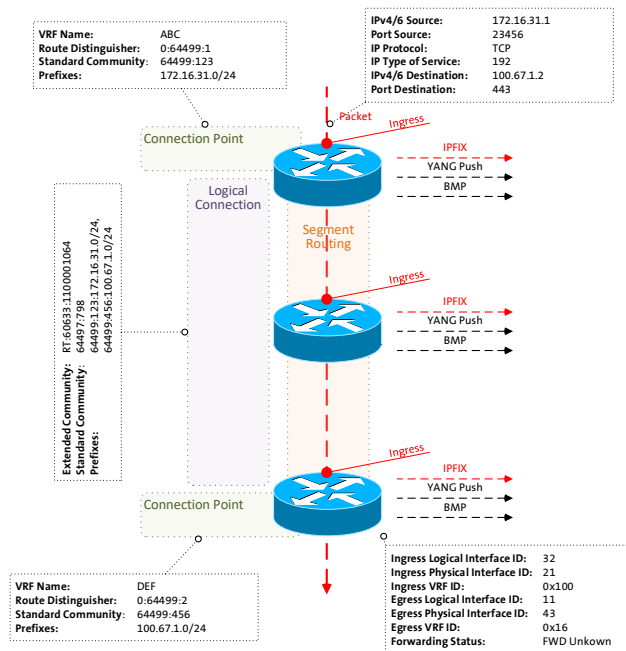 VRF Name: ABC
Route Distinguisher: 0:64499:1
Standard Community: 64499:123
Prefixes: 172.16.31.0/24
IPv4/6 Source: 172.16.31.1
Port Source: 23456
IP Protocol: TCP
IP Type of Service: 192
IPv4/6 Destination: 100.67.1.2
Port Destination: 443
Packet
Ingress
Connection Point
IPFIX
YANG Push
BMP
Logical
Connection
Segment
Routing
Extended Community: RT:60633:1100001064
Standard Community: 64497:798
Prefixes: 64499:123:172.16.31.0/24,
64499:456:100.67.1.0/24
Ingress
IPFIX
YANG Push
BMP
Ingress
IPFIX
YANG Push
BMP
Connection Point
VRF Name: DEF
Route Distinguisher: 0:64499:2
Standard Community: 64499:456
Prefixes: 100.67.1.0/24
Ingress Logical Interface ID: 32
Ingress Physical Interface ID: 21
Ingress VRF ID: 0x100
Egress Logical Interface ID: 11
Egress Physical Interface ID: 43
Egress VRF ID: 0x16
Forwarding Status: FWD Unkown